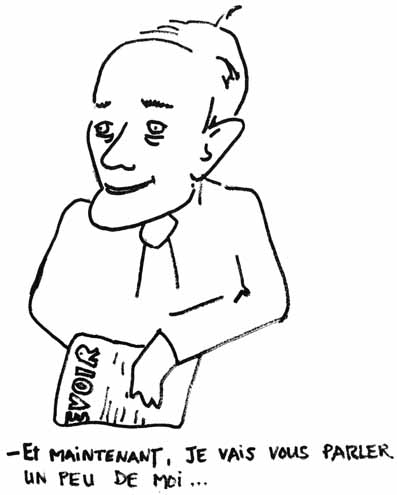 EVOIR
-Et MAINTENANT, JE VAIS VOUS PARLER
UN PEU DE MOI...